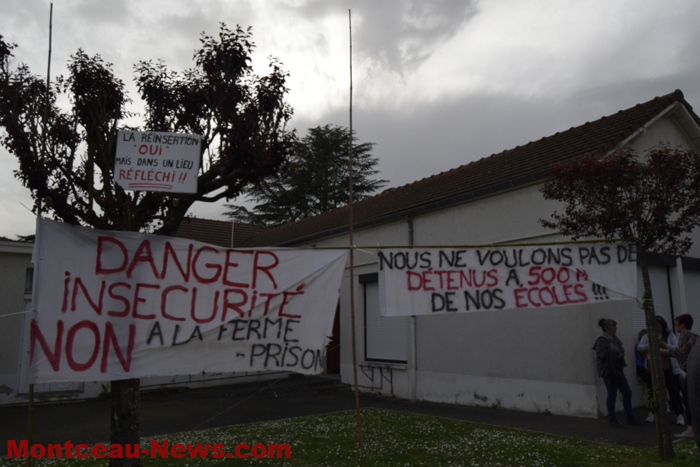 LA RÉINSERTION
"OUI"
MAIS DANS UN LIEU
RÉFLÉCHI !!
DANGER
INSECURITÉ
NON A LA FERME
- PRISON
NOUS NE VOULONS PAS DE
DÉTENUS A 500 M
DE NOS ÉCOLES !!!
Montceau-News.com